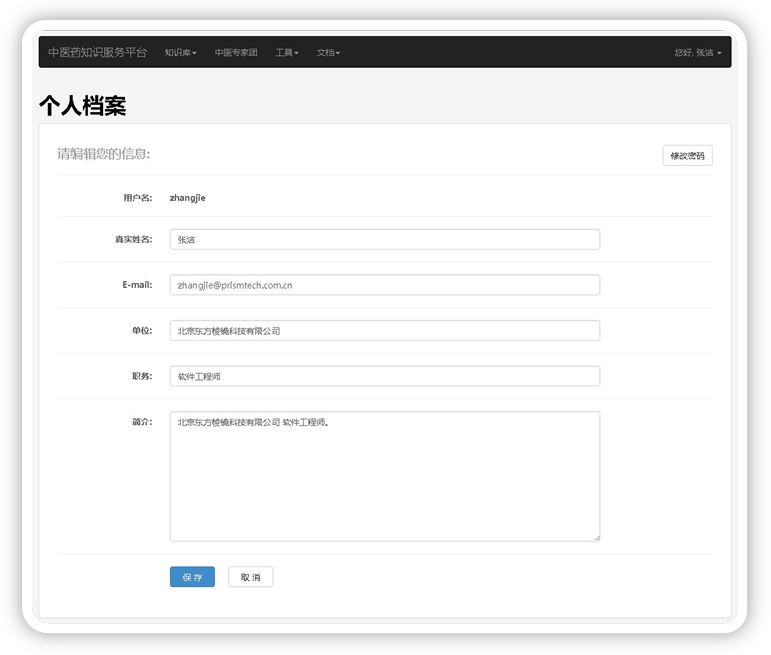 中医药知识服务平台 知识库 中医专家团 工具 文档 您好, 张洁
个人档案
请编辑您的信息: 修改密码
用户名: zhangjie
真实姓名: 张洁
E-mail: zhangjie@prismtech.com.cn
单位: 北京东方棱镜科技有限公司
职务: 软件工程师
简介: 北京东方棱镜科技有限公司 软件工程师。
保存 取消